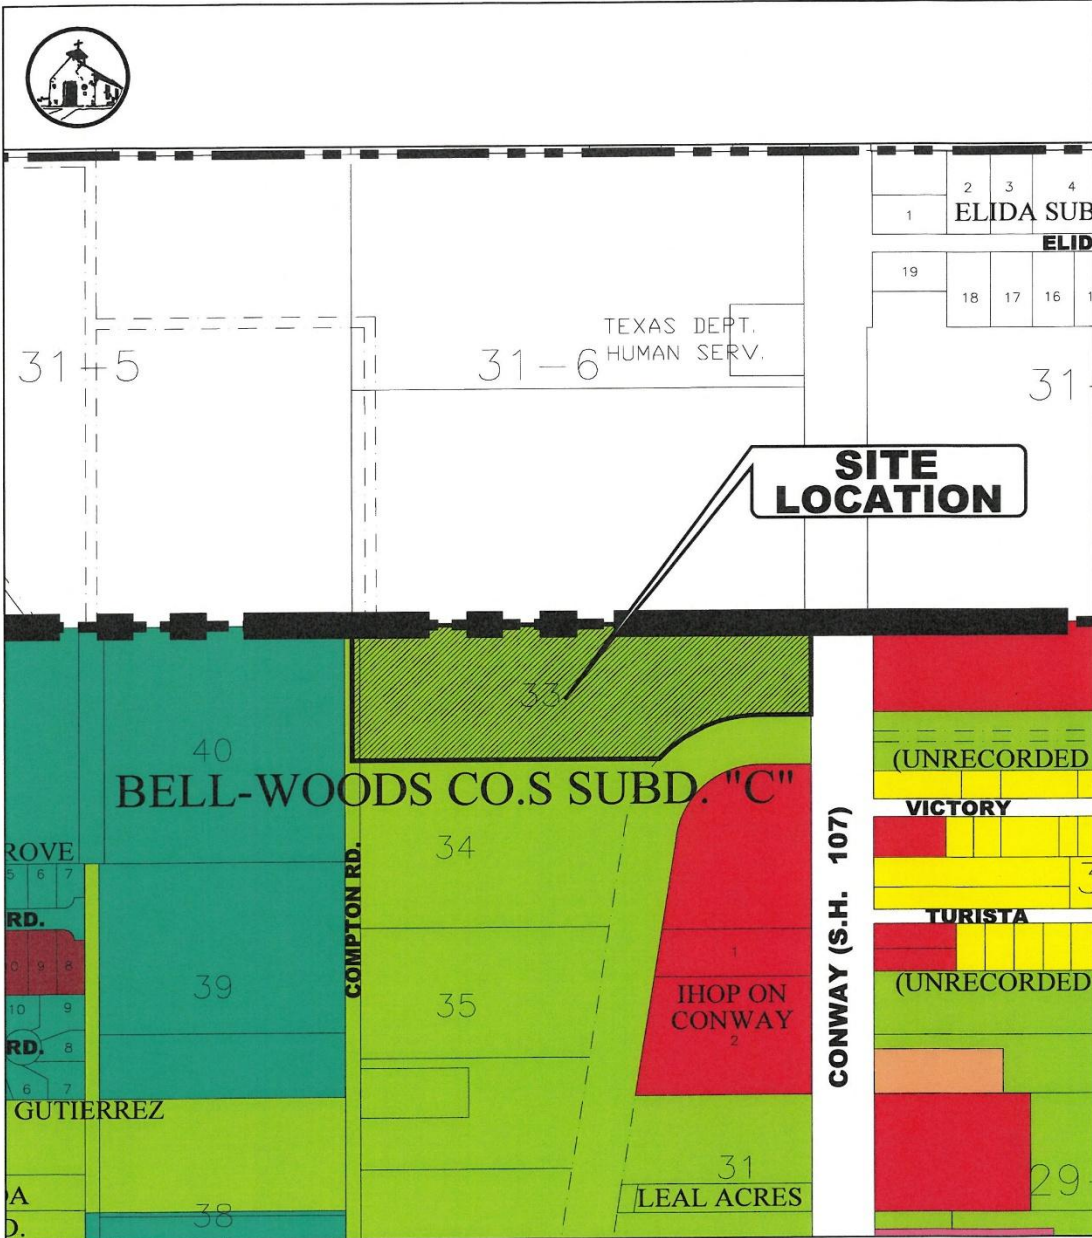 2 3 4
1 ELIDA SUB
ELID
19
18 17 16
TEXAS DEPT.
HUMAN SERV.
31-5
31-6
31-
SITE
LOCATION
33
40
BELL-WOODS CO.S SUBD. "C"
(UNRECORDED
VICTORY
ROVE
5 6 7
34
COMPTON RD.
CONWAY (S.H. 107)
RD.
TURISTA
10 9 8
1
39
35
IHOP ON
CONWAY
2
(UNRECORDED
10 9
RD. 8
6 7
GUTIERREZ
31
LEAL ACRES
29-
38